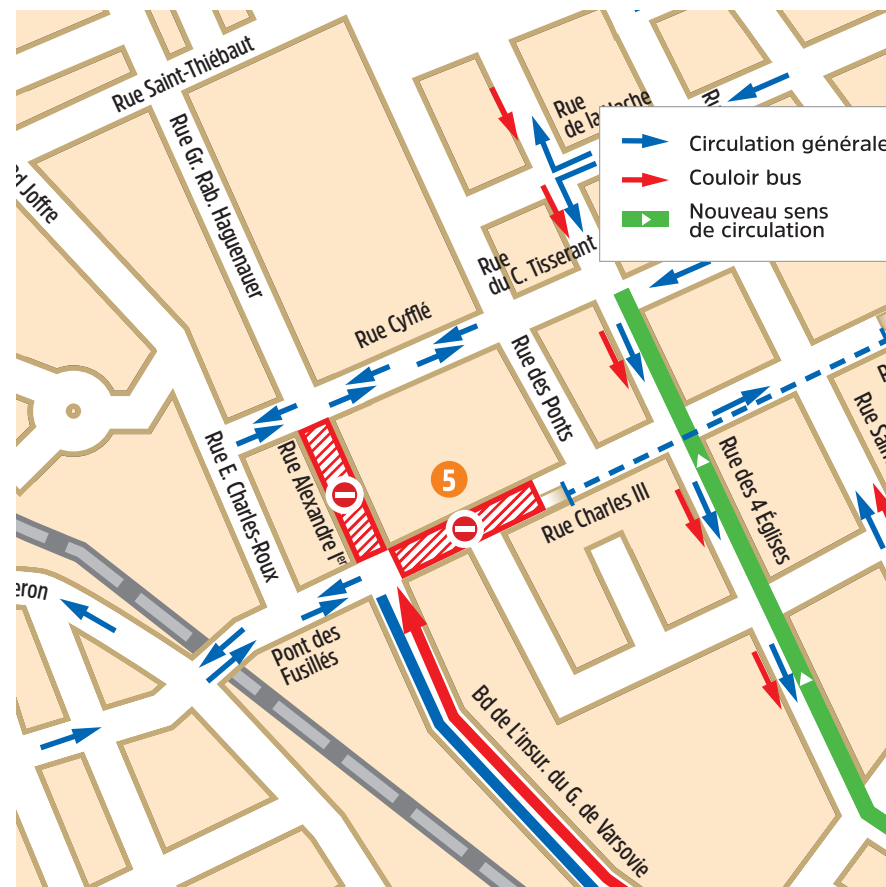 Rue Saint-Thiébaut
Rue Gr. Rab. Haguenauer
Joffre
Rue
de la
Circulation générale
Couloir bus
Nouveau sens
de circulation
Rue
du C. Tisserant
Rue Cyfflé
Rue des Ponts
Rue E. Charles-Roux
Rue Alexandre Iᵉʳ
5
Rue Charles III
Rue des 4 Églises
Rue
Pont des
Fusillés
Bd de L'insur. du G. de Varsovie